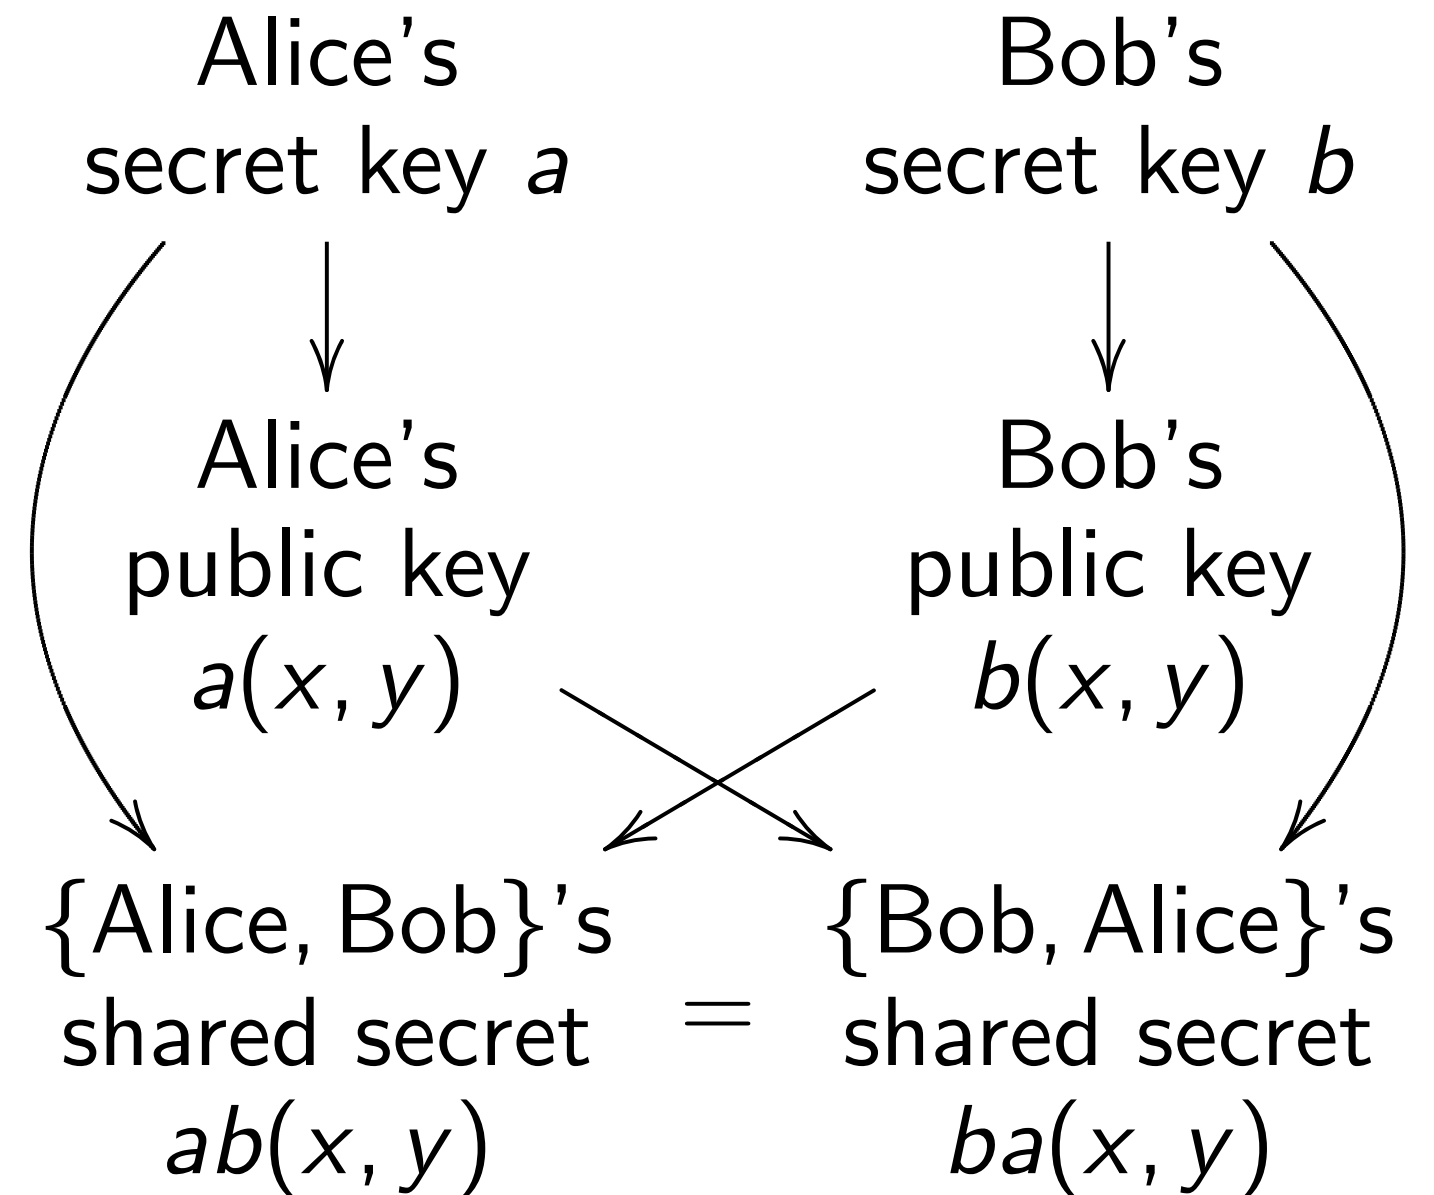 Alice's
secret key a
Bob's
secret key b
Alice's
public key
a(x, y)
Bob's
public key
b(x, y)
{Alice, Bob}'s
shared secret
ab(x, y)
=
{Bob, Alice}'s
shared secret
ba(x, y)